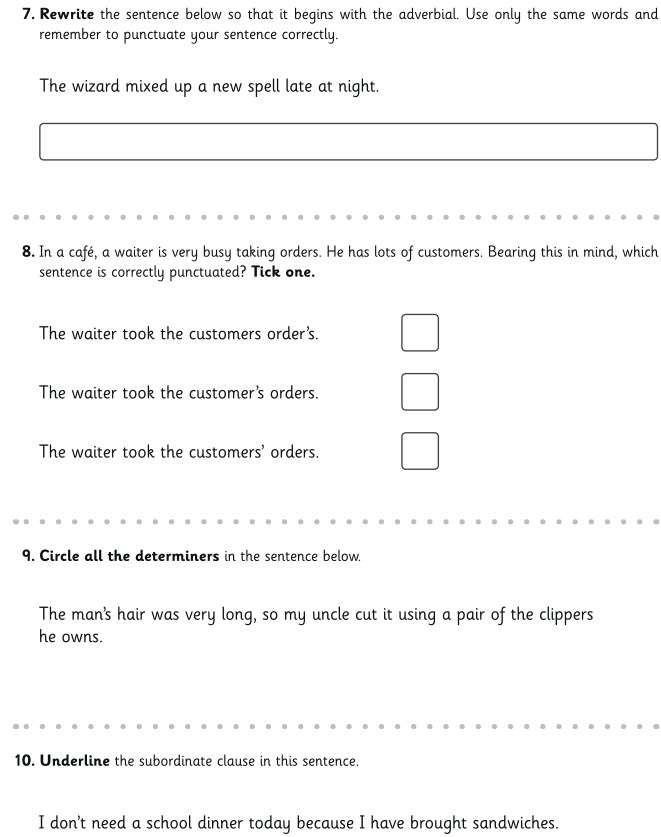 7. Rewrite the sentence below so that it begins with the adverbial. Use only the same words and
remember to punctuate your sentence correctly.
The wizard mixed up a new spell late at night.
8. In a café, a waiter is very busy taking orders. He has lots of customers. Bearing this in mind, which
sentence is correctly punctuated? Tick one.
The waiter took the customers order’s.
The waiter took the customer’s orders.
The waiter took the customers’ orders.
9. Circle all the determiners in the sentence below.
The man’s hair was very long, so my uncle cut it using a pair of the clippers
he owns.
10. Underline the subordinate clause in this sentence.
I don’t need a school dinner today because I have brought sandwiches.